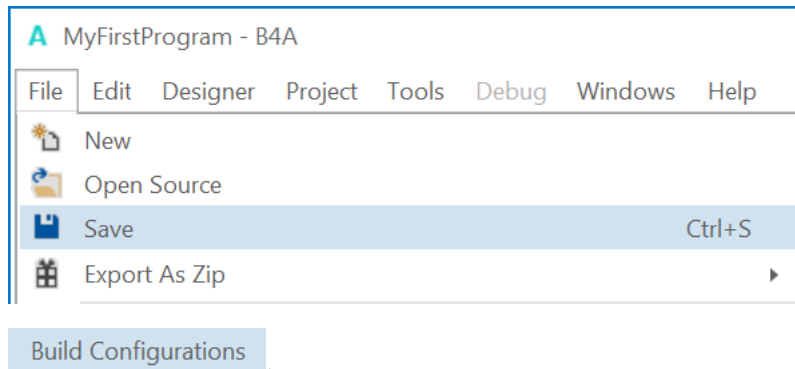 A MyFirstProgram - B4A
File Edit Designer Project Tools Debug Windows Help
New
Open Source
Save Ctrl+S
Export As Zip
Build Configurations